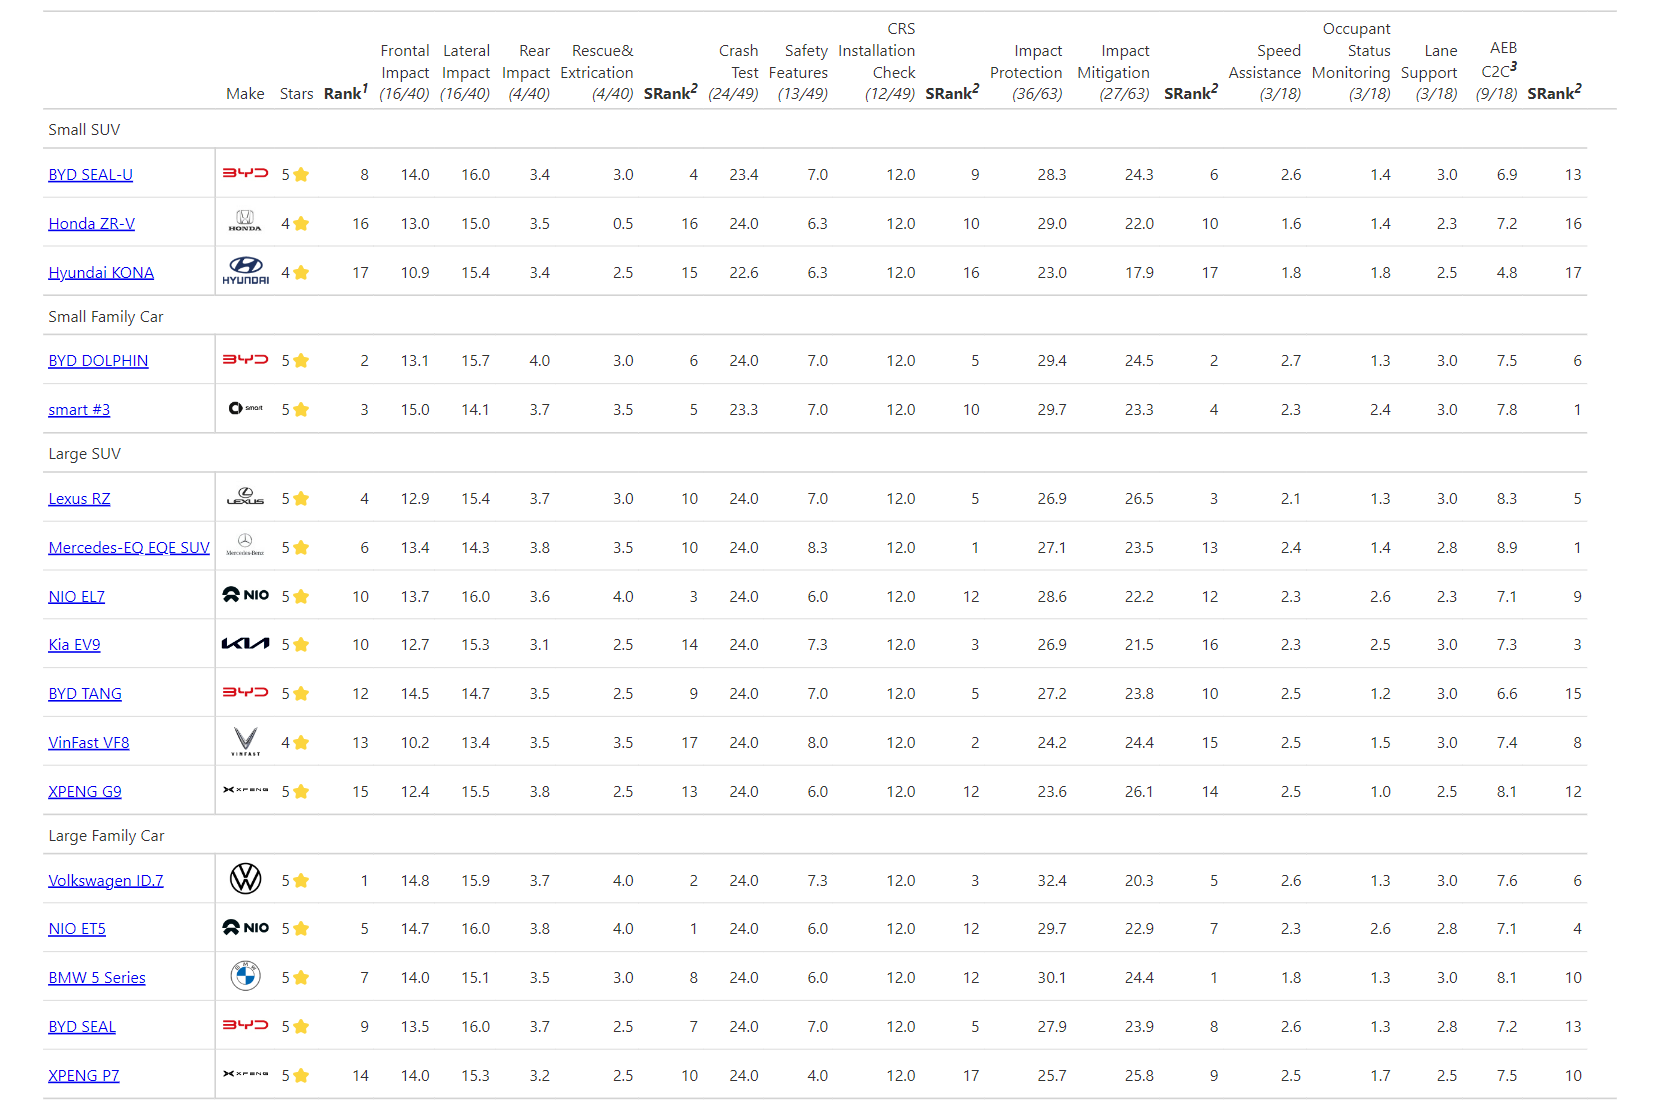 Make Stars Rank1 Frontal Impact (16/40) Lateral Impact (16/40) Rear Impact (4/40) Rescue& Extrication (4/40) SRank2 Crash Test (24/49) Safety Features (13/49) CRS Installation Check (12/49) SRank2 Impact Protection (36/63) Impact Mitigation (27/63) SRank2 Speed Assistance (3/18) Occupant Status Monitoring (3/18) Lane Support (3/18) AEB C2C3 (9/18) SRank2
Small SUV
BYD SEAL-U BYD 5 8 14.0 16.0 3.4 3.0 4 23.4 7.0 12.0 9 28.3 24.3 6 2.6 1.4 3.0 6.9 13
Honda ZR-V HONDA 4 16 13.0 15.0 3.5 0.5 16 24.0 6.3 12.0 10 29.0 22.0 10 1.6 1.4 2.3 7.2 16
Hyundai KONA HYUNDAI 4 17 10.9 15.4 3.4 2.5 15 22.6 6.3 12.0 16 23.0 17.9 17 1.8 1.8 2.5 4.8 17
Small Family Car
BYD DOLPHIN BYD 5 2 13.1 15.7 4.0 3.0 6 24.0 7.0 12.0 5 29.4 24.5 2 2.7 1.3 3.0 7.5 6
smart #3 smart 5 3 15.0 14.1 3.7 3.5 5 23.3 7.0 12.0 10 29.7 23.3 4 2.3 2.4 3.0 7.8 1
Large SUV
Lexus RZ LEXUS 5 4 12.9 15.4 3.7 3.0 10 24.0 7.0 12.0 5 26.9 26.5 3 2.1 1.3 3.0 8.3 5
Mercedes-EQ EQE SUV Mercedes-Benz 5 6 13.4 14.3 3.8 3.5 10 24.0 8.3 12.0 1 27.1 23.5 13 2.4 1.4 2.8 8.9 1
NIO EL7 NIO 5 10 13.7 16.0 3.6 4.0 3 24.0 6.0 12.0 12 28.6 22.2 12 2.3 2.6 2.3 7.1 9
Kia EV9 KIA 5 10 12.7 15.3 3.1 2.5 14 24.0 7.3 12.0 3 26.9 21.5 16 2.3 2.5 3.0 7.3 3
BYD TANG BYD 5 12 14.5 14.7 3.5 2.5 9 24.0 7.0 12.0 5 27.2 23.8 10 2.5 1.2 3.0 6.6 15
VinFast VF8 VINFAST 4 13 10.2 13.4 3.5 3.5 17 24.0 8.0 12.0 2 24.2 24.4 15 2.5 1.5 3.0 7.4 8
XPENG G9 XPENG 5 15 12.4 15.5 3.8 2.5 13 24.0 6.0 12.0 12 23.6 26.1 14 2.5 1.0 2.5 8.1 12
Large Family Car
Volkswagen ID.7 VW 5 1 14.8 15.9 3.7 4.0 2 24.0 7.3 12.0 3 32.4 20.3 5 2.6 1.3 3.0 7.6 6
NIO ET5 NIO 5 5 14.7 16.0 3.8 4.0 1 24.0 6.0 12.0 12 29.7 22.9 7 2.3 2.6 2.8 7.1 4
BMW 5 Series BMW 5 7 14.0 15.1 3.5 3.0 8 24.0 6.0 12.0 12 30.1 24.4 1 1.8 1.3 3.0 8.1 10
BYD SEAL BYD 5 9 13.5 16.0 3.7 2.5 7 24.0 7.0 12.0 5 27.9 23.9 8 2.6 1.3 2.8 7.2 13
XPENG P7 XPENG 5 14 14.0 15.3 3.2 2.5 10 24.0 4.0 12.0 17 25.7 25.8 9 2.5 1.7 2.5 7.5 10